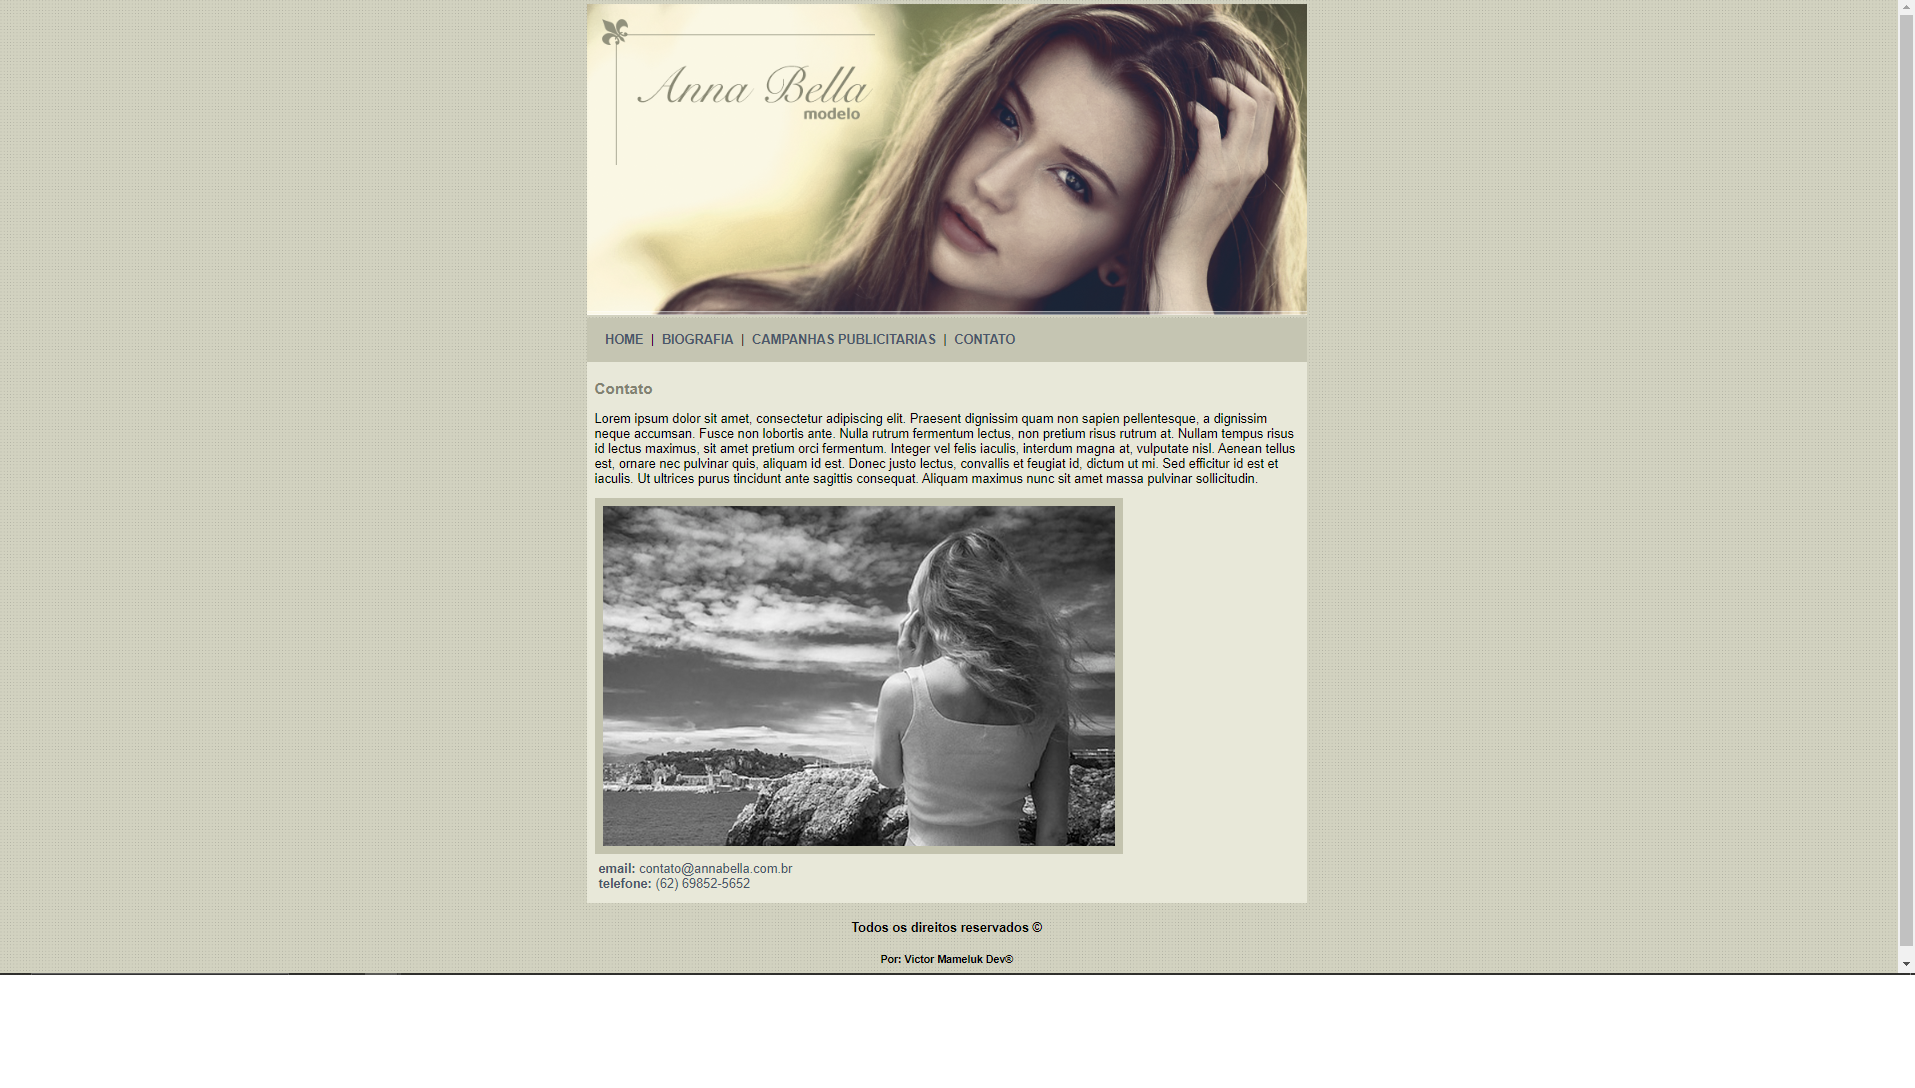 Anna Bella
modelo
HOME | BIOGRAFIA | CAMPANHAS PUBLICITARIAS | CONTATO
Contato
Lorem ipsum dolor sit amet, consectetur adipiscing elit. Praesent dignissim quam non sapien pellentesque, a dignissim
neque accumsan. Fusce non lobortis ante. Nulla rutrum fermentum lectus, non pretium risus rutrum at. Nullam tempus risus
id lectus maximus, sit amet pretium orci fermentum. Integer vel felis iaculis, interdum magna at, vulputate nisl. Aenean tellus
est, ornare nec pulvinar quis, aliquam id est. Donec justo lectus, convallis et feugiat id, dictum ut mi. Sed efficitur id est et
iaculis. Ut ultrices purus tincidunt ante sagittis consequat. Aliquam maximus nunc sit amet massa pulvinar sollicitudin.
email: contato@annabella.com.br
telefone: (62) 69852-5652
Todos os direitos reservados ©
Por: Victor Mameluk Dev®